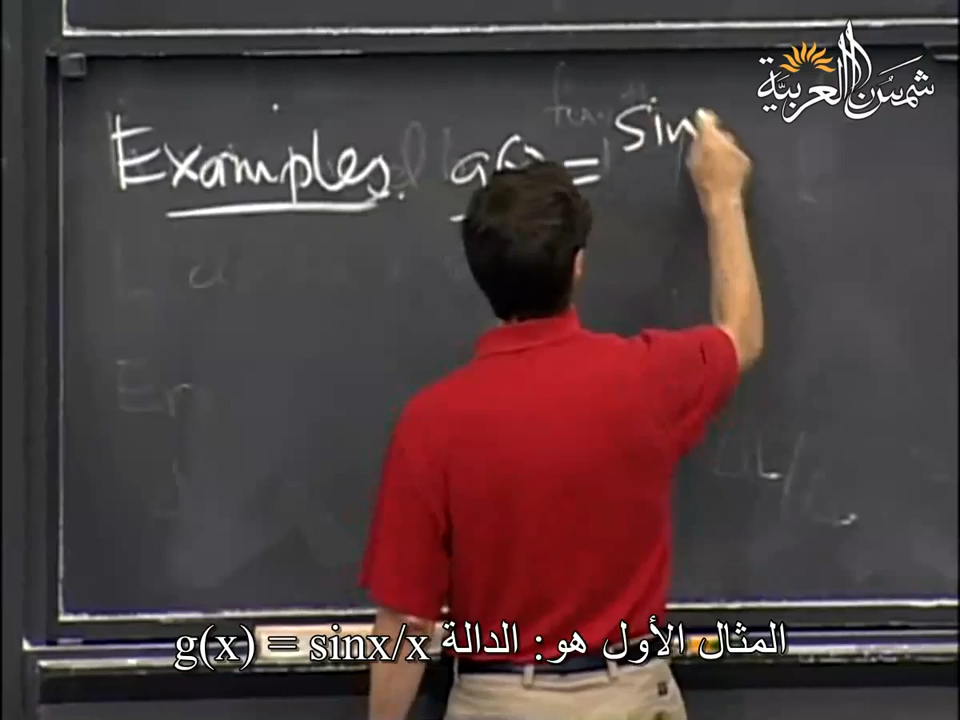 شمس العربية
Examples. g(x) = sin
المثال الأول هو: الدالة g(x) = sinx/x